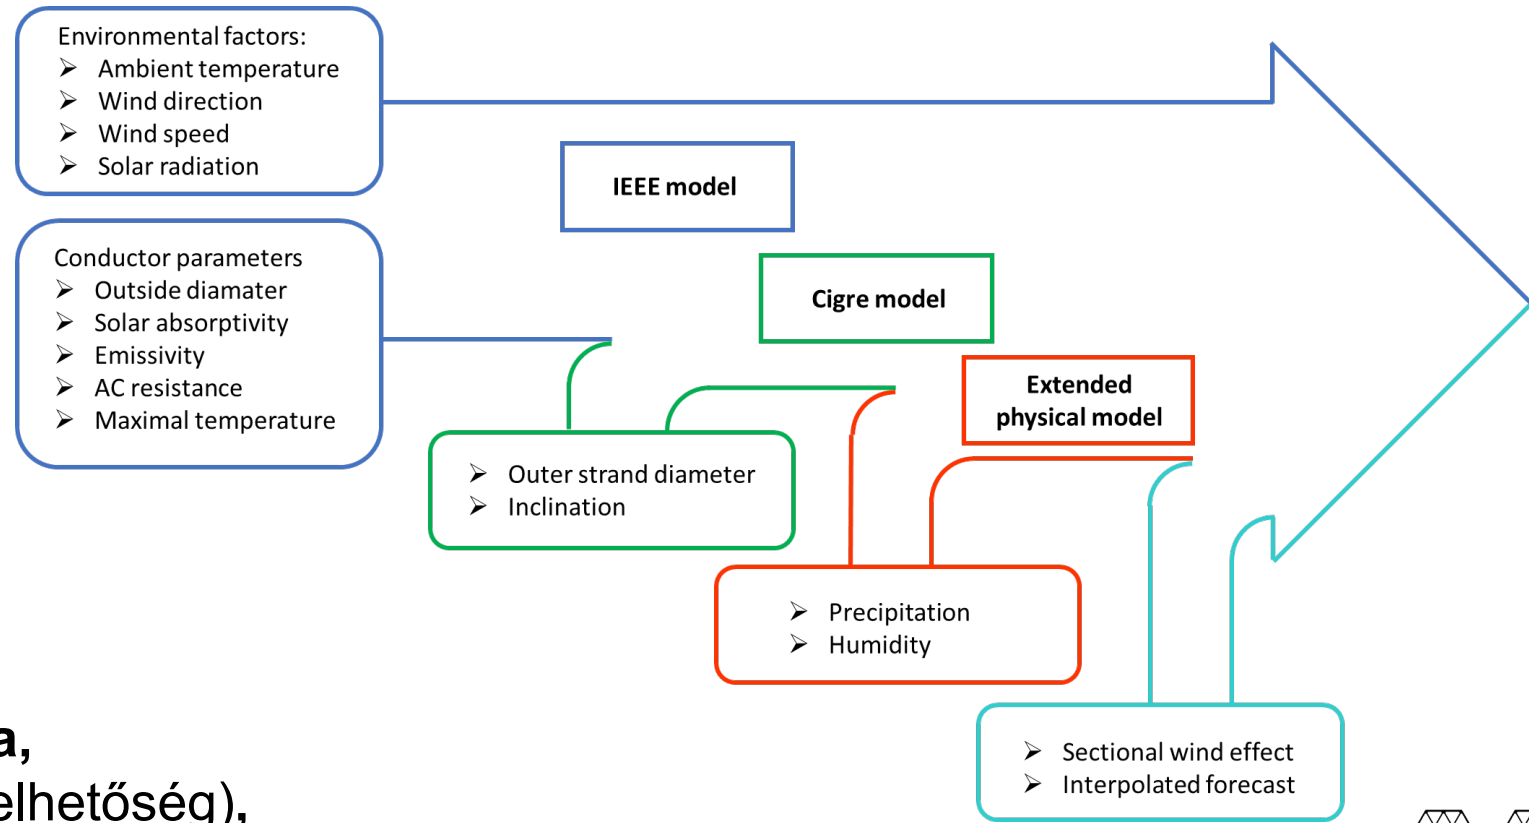 Environmental factors:
➢ Ambient temperature
➢ Wind direction
➢ Wind speed
➢ Solar radiation
IEEE model
Conductor parameters
➢ Outside diamater
➢ Solar absorptivity
➢ Emissivity
➢ AC resistance
➢ Maximal temperature
Cigre model
Extended
physical model
➢ Outer strand diameter
➢ Inclination
➢ Precipitation
➢ Humidity
➢ Sectional wind effect
➢ Interpolated forecast
a,
elhetőség),